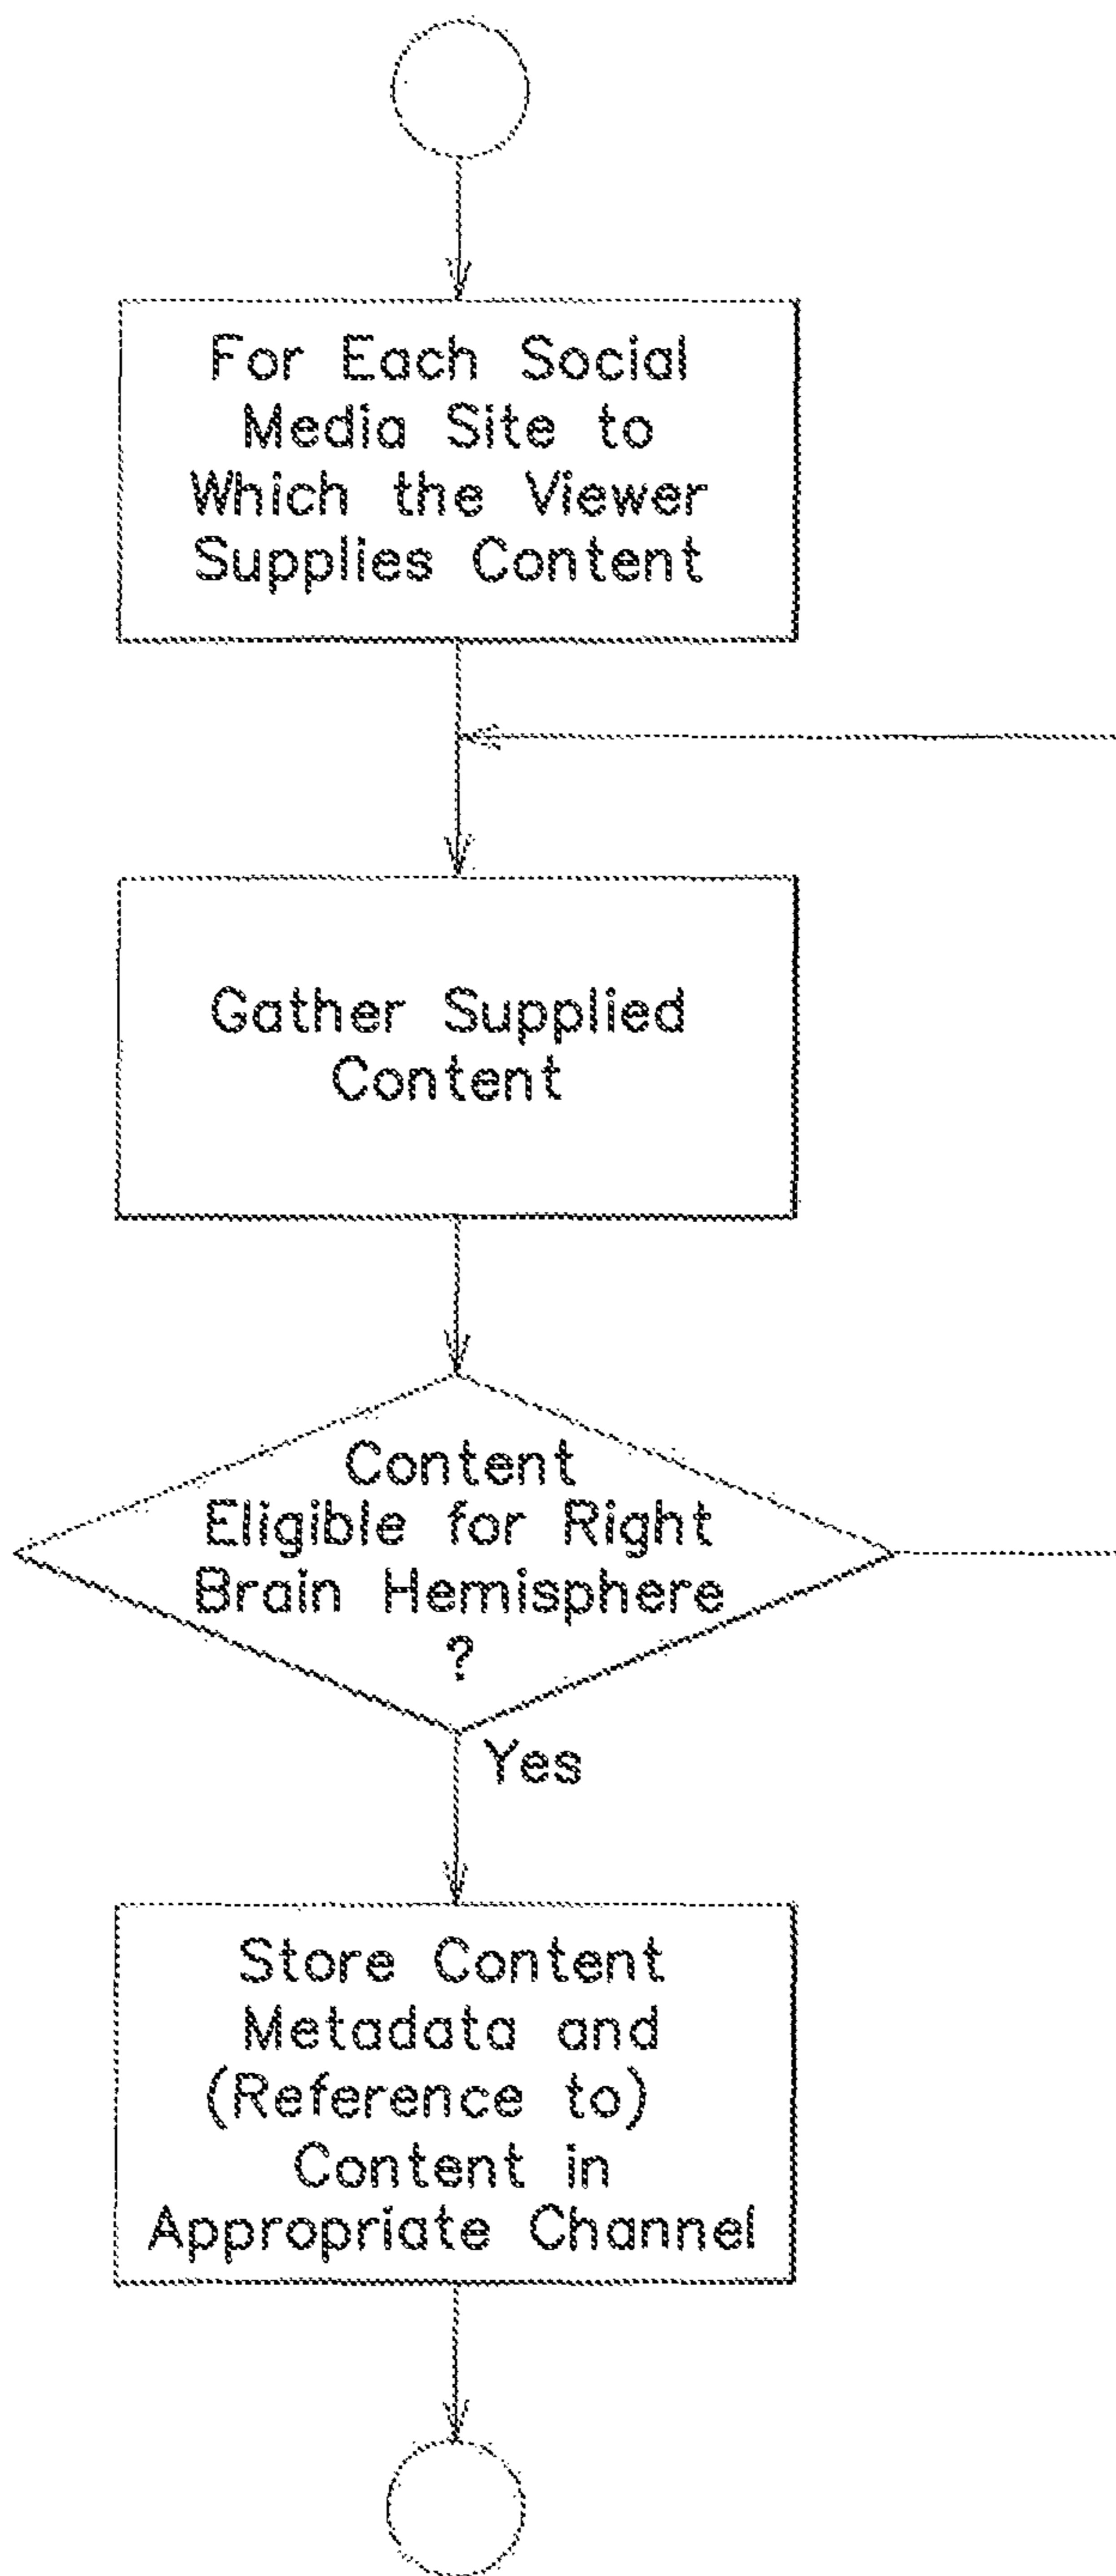 For Each Social
Media Site to
Which the Viewer
Supplies Content
Gather Supplied
Content
Content
Eligible for Right
Brain Hemisphere
?
Yes
Store Content
Metadata and
(Reference to)
Content in
Appropriate Channel